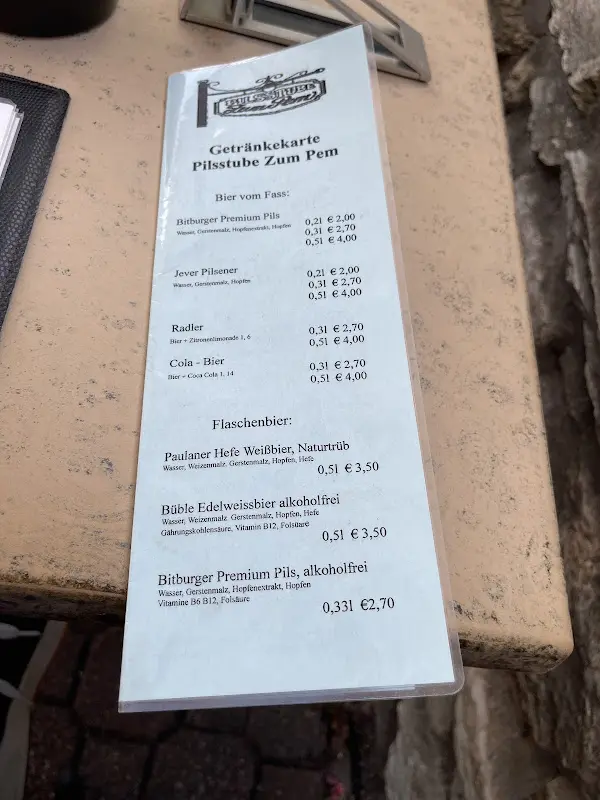 PILSSTUBE
Zum Pem
Getränkekarte
Pilsstube Zum Pem
Bier vom Fass:
Bitburger Premium Pils 0,2l € 2,00
Wasser, Gerstenmalz, Hopfenextrakt, Hopfen 0,3l € 2,70
0,5l € 4,00
Jever Pilsener 0,2l € 2,00
Wasser, Gerstenmalz, Hopfen 0,3l € 2,70
0,5l € 4,00
Radler 0,3l € 2,70
Bier + Zitronenlimonade 1, 6 0,5l € 4,00
Cola - Bier 0,3l € 2,70
Bier + Coca Cola 1, 14 0,5l € 4,00
Flaschenbier:
Paulaner Hefe Weißbier, Naturtrüb
Wasser, Weizenmalz, Gerstenmalz, Hopfen, Hefe
0,5l € 3,50
Büble Edelweissbier alkoholfrei
Wasser, Weizenmalz, Gerstenmalz, Hopfen, Hefe
Gährungskohlensäure, Vitamin B12, Folsäure
0,5l € 3,50
Bitburger Premium Pils, alkoholfrei
Wasser, Gerstenmalz, Hopfenextrakt, Hopfen
Vitamine B6 B12, Folsäure
0,33l €2,70